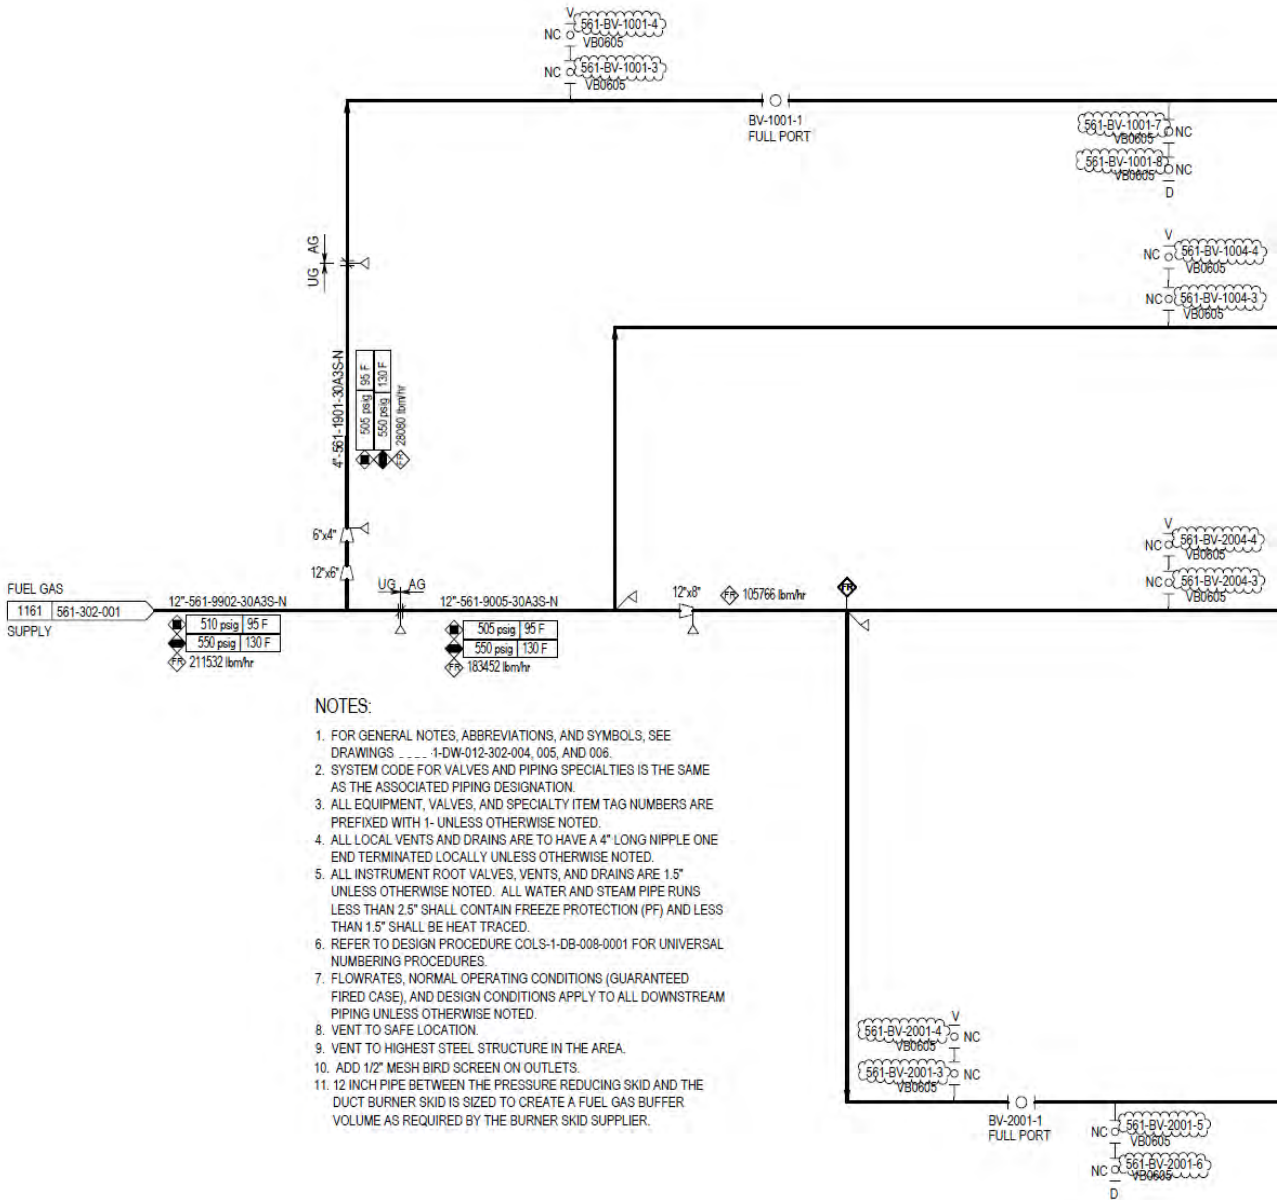 V
561-BV-1001-4
NC
VB0605
561-BV-1001-3
NC
VB0605
BV-1001-1
FULL PORT
561-BV-1001-7
NC
VB0605
561-BV-1001-8
NC
VB0605
D
V
561-BV-1004-4
NC
VB0605
NC
561-BV-1004-3
VB0605
AG
UG
4"-561-1901-30A3S-N
505 psig 95 F
550 psig 130 F
FR 28080 lbm/hr
6"x4"
12"x6"
V
561-BV-2004-4
NC
VB0605
NC
561-BV-2004-3
VB0605
FUEL GAS
1161 561-302-001
SUPPLY
12"-561-9902-30A3S-N
510 psig 95 F
550 psig 130 F
FR 211532 lbm/hr
UG AG
12"-561-9005-30A3S-N
505 psig 95 F
550 psig 130 F
FR 183452 lbm/hr
12"x8"
FR 105766 lbm/hr
FR
NOTES:
1. FOR GENERAL NOTES, ABBREVIATIONS, AND SYMBOLS, SEE
DRAWINGS 1-DW-012-302-004, 005, AND 006.
2. SYSTEM CODE FOR VALVES AND PIPING SPECIALTIES IS THE SAME
AS THE ASSOCIATED PIPING DESIGNATION.
3. ALL EQUIPMENT, VALVES, AND SPECIALTY ITEM TAG NUMBERS ARE
PREFIXED WITH 1- UNLESS OTHERWISE NOTED.
4. ALL LOCAL VENTS AND DRAINS ARE TO HAVE A 4" LONG NIPPLE ONE
END TERMINATED LOCALLY UNLESS OTHERWISE NOTED.
5. ALL INSTRUMENT ROOT VALVES, VENTS, AND DRAINS ARE 1.5"
UNLESS OTHERWISE NOTED. ALL WATER AND STEAM PIPE RUNS
LESS THAN 2.5" SHALL CONTAIN FREEZE PROTECTION (PF) AND LESS
THAN 1.5" SHALL BE HEAT TRACED.
6. REFER TO DESIGN PROCEDURE COLS-1-DB-008-0001 FOR UNIVERSAL
NUMBERING PROCEDURES.
7. FLOWRATES, NORMAL OPERATING CONDITIONS (GUARANTEED
FIRED CASE), AND DESIGN CONDITIONS APPLY TO ALL DOWNSTREAM
PIPING UNLESS OTHERWISE NOTED.
8. VENT TO SAFE LOCATION.
9. VENT TO HIGHEST STEEL STRUCTURE IN THE AREA.
10. ADD 1/2" MESH BIRD SCREEN ON OUTLETS.
11. 12 INCH PIPE BETWEEN THE PRESSURE REDUCING SKID AND THE
DUCT BURNER SKID IS SIZED TO CREATE A FUEL GAS BUFFER
VOLUME AS REQUIRED BY THE BURNER SKID SUPPLIER.
V
561-BV-2001-4
NC
VB0605
561-BV-2001-3
NC
VB0605
BV-2001-1
FULL PORT
NC
561-BV-2001-5
VB0605
NC
561-BV-2001-6
VB0605
D